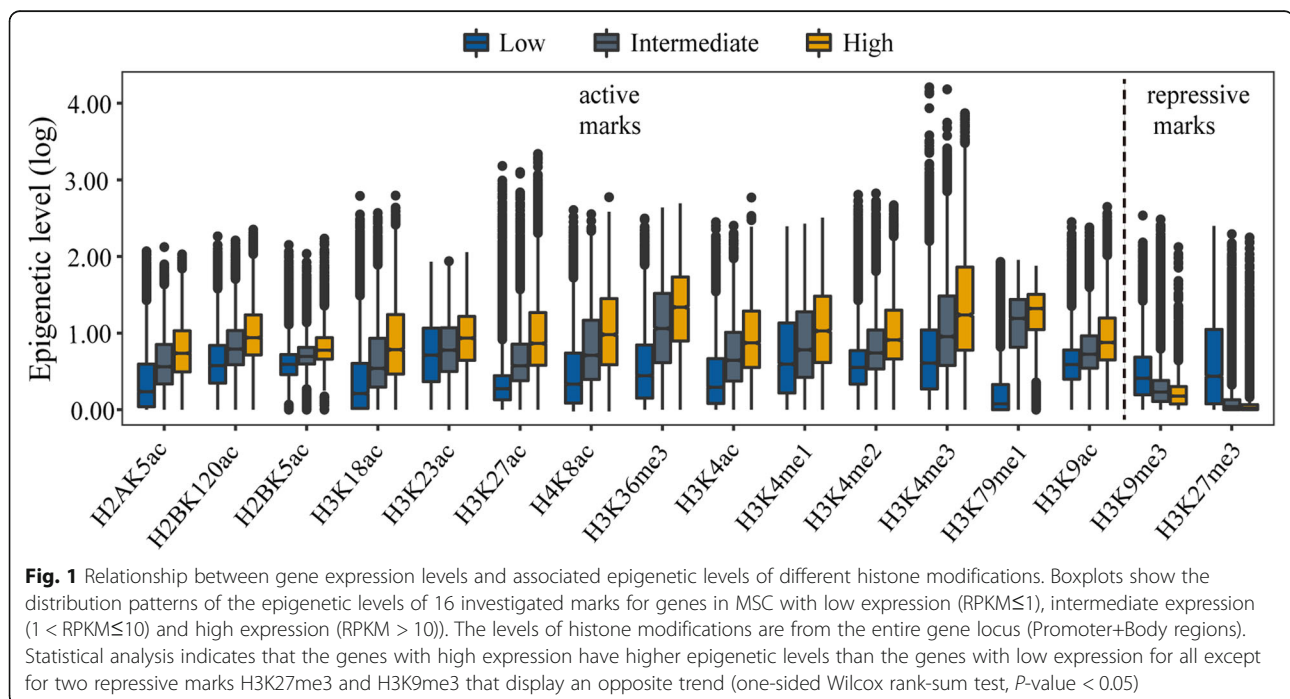 Low Intermediate High
active marks
repressive marks
Epigenetic level (log)
4.00
3.00
2.00
1.00
0.00
H2AK5ac
H2BK120ac
H2BK5ac
H3K18ac
H3K23ac
H3K27ac
H4K8ac
H3K36me3
H3K4ac
H3K4me1
H3K4me2
H3K4me3
H3K79me1
H3K9ac
H3K9me3
H3K27me3
Fig. 1 Relationship between gene expression levels and associated epigenetic levels of different histone modifications. Boxplots show the
distribution patterns of the epigenetic levels of 16 investigated marks for genes in MSC with low expression (RPKM≤1), intermediate expression
(1 < RPKM≤10) and high expression (RPKM > 10)). The levels of histone modifications are from the entire gene locus (Promoter+Body regions).
Statistical analysis indicates that the genes with high expression have higher epigenetic levels than the genes with low expression for all except
for two repressive marks H3K27me3 and H3K9me3 that display an opposite trend (one-sided Wilcox rank-sum test, P-value < 0.05)